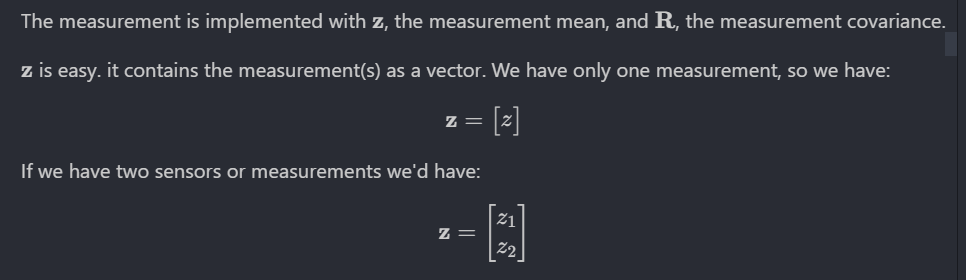 The measurement is implemented with z, the measurement mean, and R, the measurement covariance.
z is easy. it contains the measurement(s) as a vector. We have only one measurement, so we have:
z = [z]
If we have two sensors or measurements we'd have:
z = [z₁
z₂]